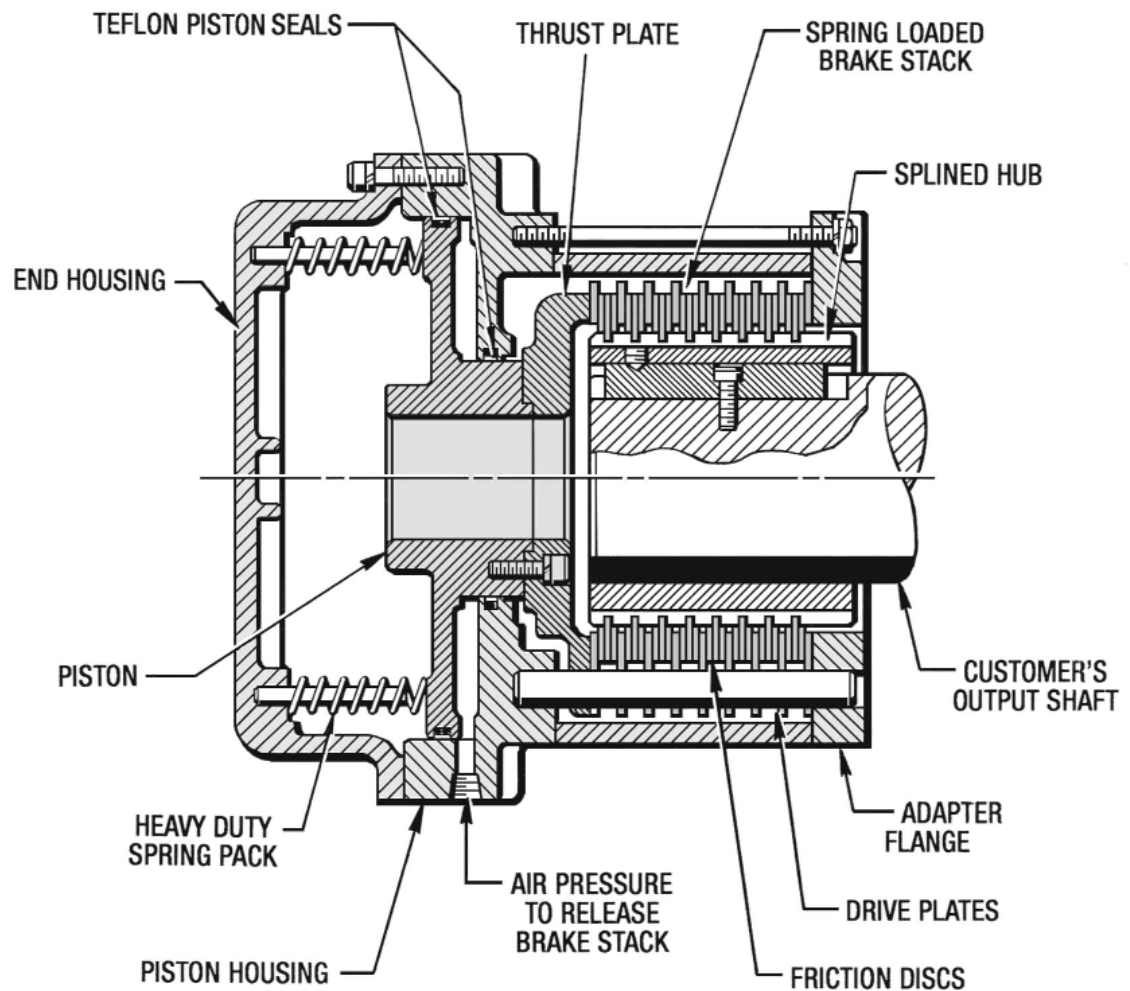 TEFLON PISTON SEALS
THRUST PLATE
SPRING LOADED
BRAKE STACK
SPLINED HUB
END HOUSING
PISTON
CUSTOMER'S
OUTPUT SHAFT
HEAVY DUTY
SPRING PACK
ADAPTER
FLANGE
AIR PRESSURE
TO RELEASE
BRAKE STACK
DRIVE PLATES
PISTON HOUSING
FRICTION DISCS